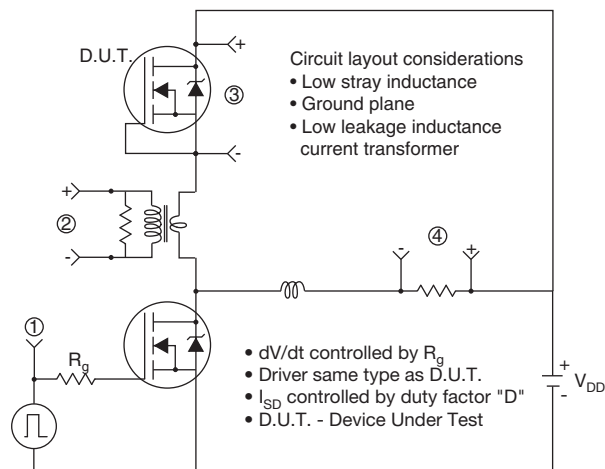 D.U.T.
+
③
-
Circuit layout considerations
• Low stray inductance
• Ground plane
• Low leakage inductance
current transformer
+
②
-
- ④ +
①
Rg
• dV/dt controlled by Rg
• Driver same type as D.U.T.
• ISD controlled by duty factor "D"
• D.U.T. - Device Under Test
+
VDD
-